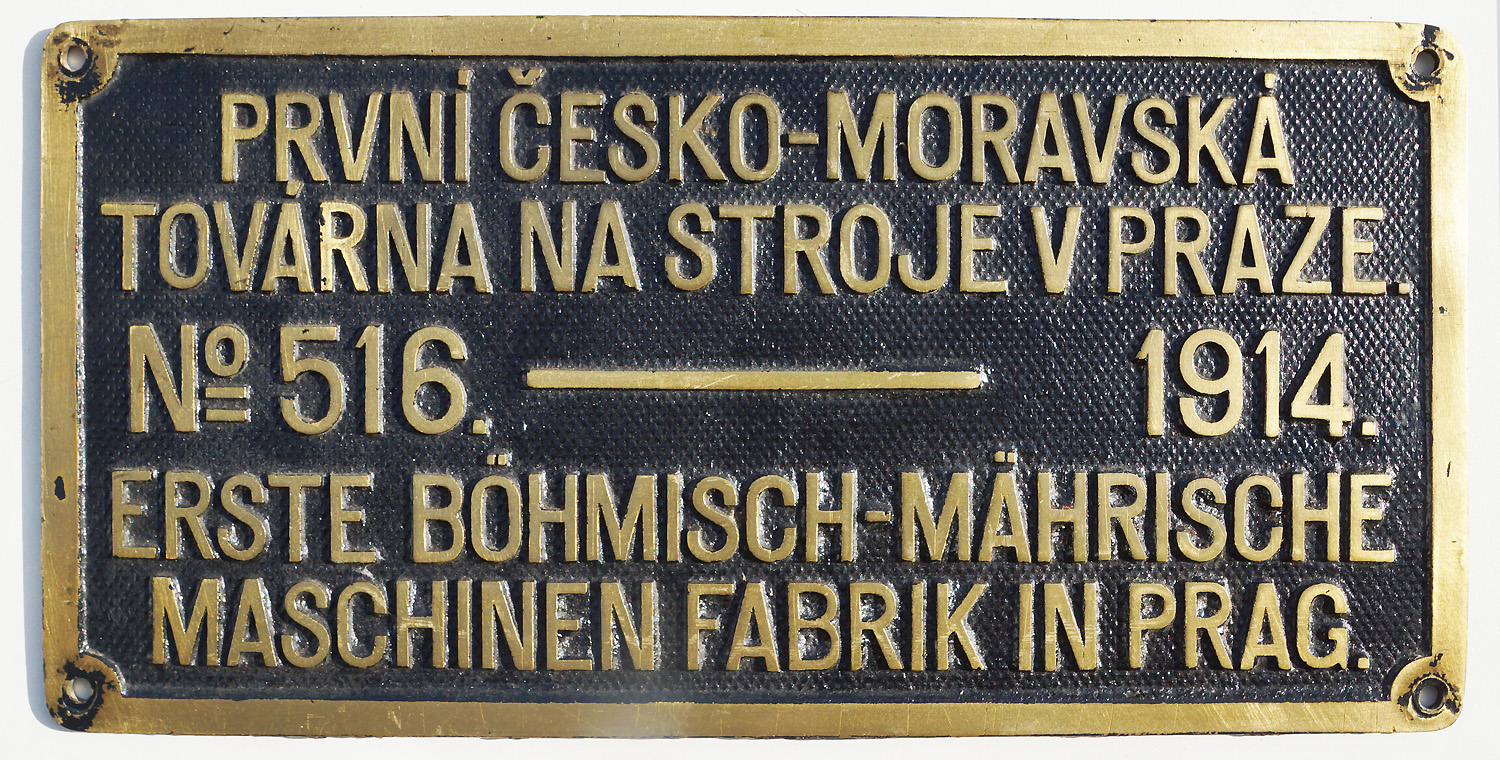 PRVNÍ ČESKO-MORAVSKÁ
TOVÁRNA NA STROJE V PRAZE.
Nº 516. — 1914.
ERSTE BÖHMISCH-MÄHRISCHE
MASCHINEN FABRIK IN PRAG.